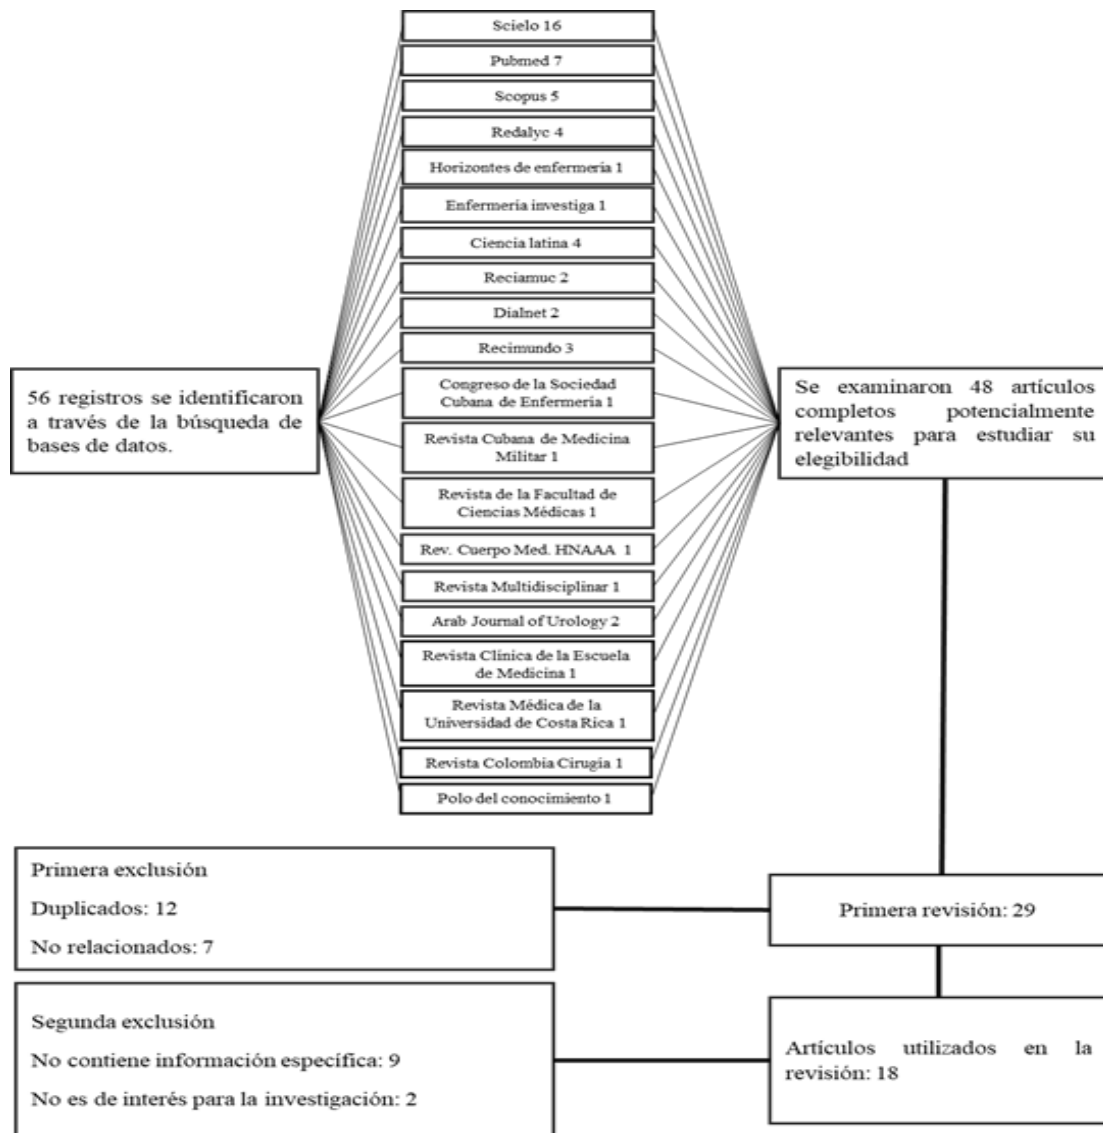 Scielo 16
Pubmed 7
Scopus 5
Redalyc 4
Horizontes de enfermería 1
Enfermería investiga 1
Ciencia latina 4
Reciamuc 2
Dialnet 2
Recimundo 3
Congreso de la Sociedad
Cubana de Enfermería 1
Revista Cubana de Medicina
Militar 1
Revista de la Facultad de
Ciencias Médicas 1
Rev. Cuerpo Med. HNAAA 1
Revista Multidisciplinar 1
Arab Journal of Urology 2
Revista Clínica de la Escuela
de Medicina 1
Revista Médica de la
Universidad de Costa Rica 1
Revista Colombia Cirugía 1
Polo del conocimiento 1
56 registros se identificaron
a través de la búsqueda de
bases de datos.
Se examinaron 48 artículos
completos potencialmente
relevantes para estudiar su
elegibilidad
Primera exclusión
Duplicados: 12
No relacionados: 7
Primera revisión: 29
Segunda exclusión
No contiene información específica: 9
No es de interés para la investigación: 2
Artículos utilizados en la
revisión: 18